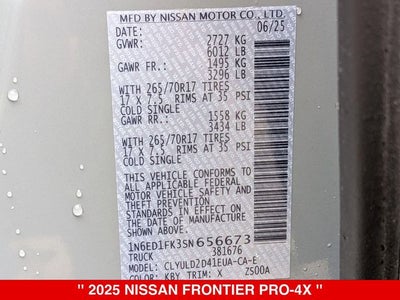 MFD BY NISSAN MOTOR CO., LTD.
DATE: 06/25
GVWR: 2727 KG
6012 LB
GAWR FR.: 1495 KG
3296 LB
WITH 265/70R17 TIRES
17 X 7.5 RIMS AT 35 PSI
COLD SINGLE
GAWR RR.: 1558 KG
3434 LB
WITH 265/70R17 TIRES
17 X 7.5 RIMS AT 35 PSI
COLD SINGLE
THIS VEHICLE CONFORMS TO ALL
APPLICABLE FEDERAL
MOTOR VEHICLE SAFETY
STANDARDS IN EFFECT ON THE
DATE OF MANUFACTURE
SHOWN ABOVE.
1N6ED1FK3SN656673
TRUCK 381676
MODEL: CLYULD2D41EUA-CA-E
COLOR: KBY TRIM: X ZS00A
" 2025 NISSAN FRONTIER PRO-4X "